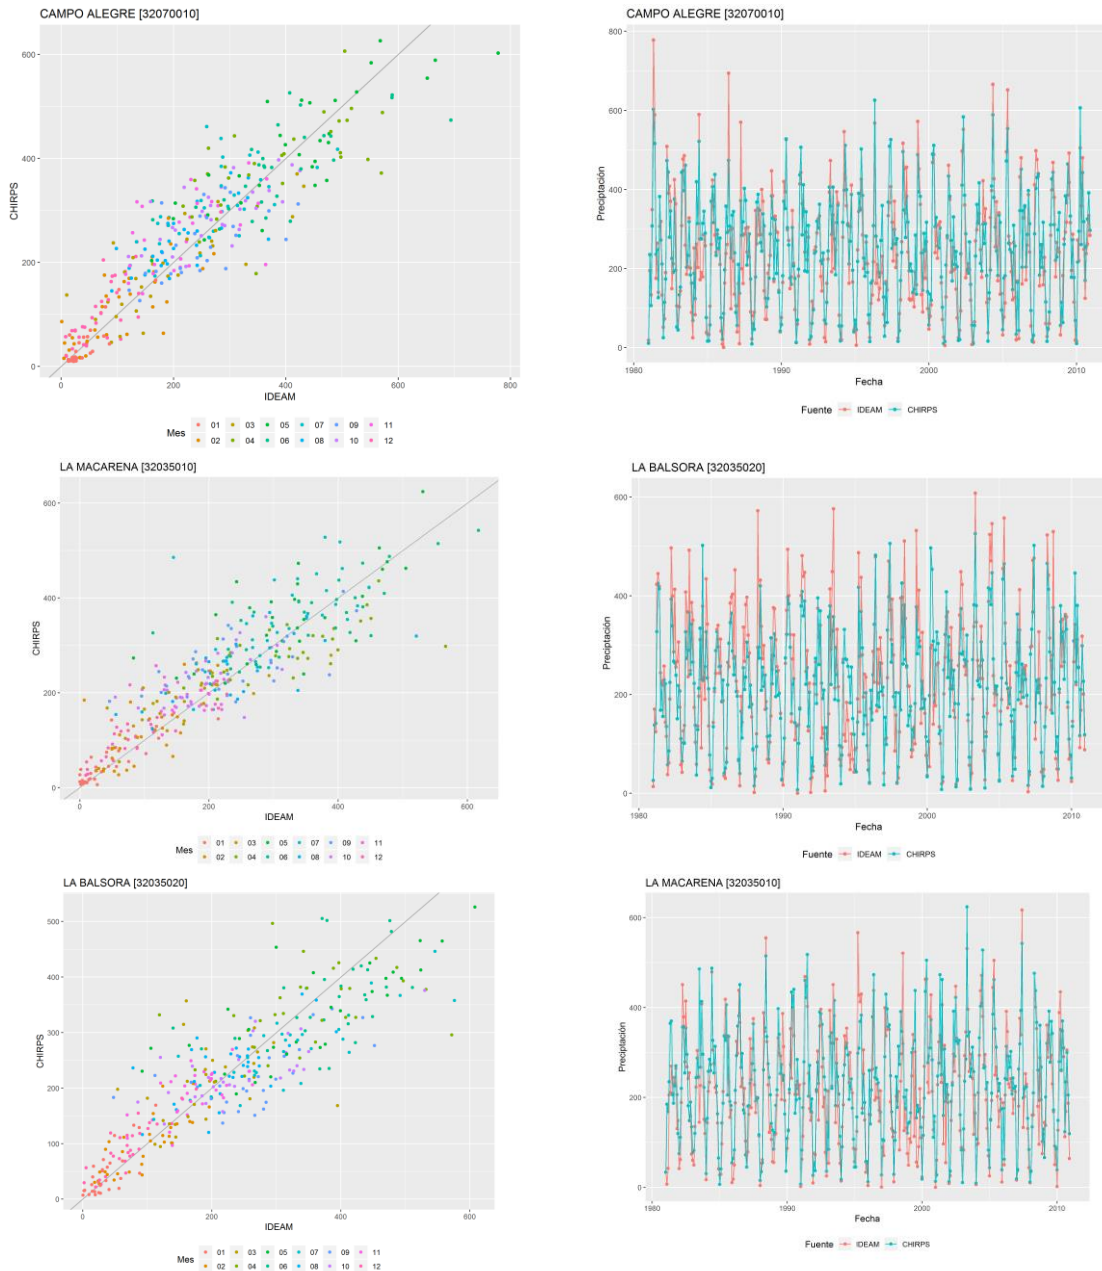 CAMPO ALEGRE [32070010]
600
400
200
0
CHIRPS
0 200 400 600 800
IDEAM
Mes 01 03 05 07 09 11
02 04 06 08 10 12
CAMPO ALEGRE [32070010]
800
600
400
200
0
Preciptación
1980 1990 2000 2010
Fecha
Fuente IDEAM CHIRPS
LA MACARENA [32035010]
600
400
200
0
CHIRPS
0 200 400 600
IDEAM
Mes 01 03 05 07 09 11
02 04 06 08 10 12
LA BALSORA [32035020]
600
400
200
0
Preciptación
1980 1990 2000 2010
Fecha
Fuente IDEAM CHIRPS
LA BALSORA [32035020]
500
400
300
200
100
0
CHIRPS
0 200 400 600
IDEAM
Mes 01 03 05 07 09 11
02 04 06 08 10 12
LA MACARENA [32035010]
600
400
200
0
Preciptación
1980 1990 2000 2010
Fecha
Fuente IDEAM CHIRPS